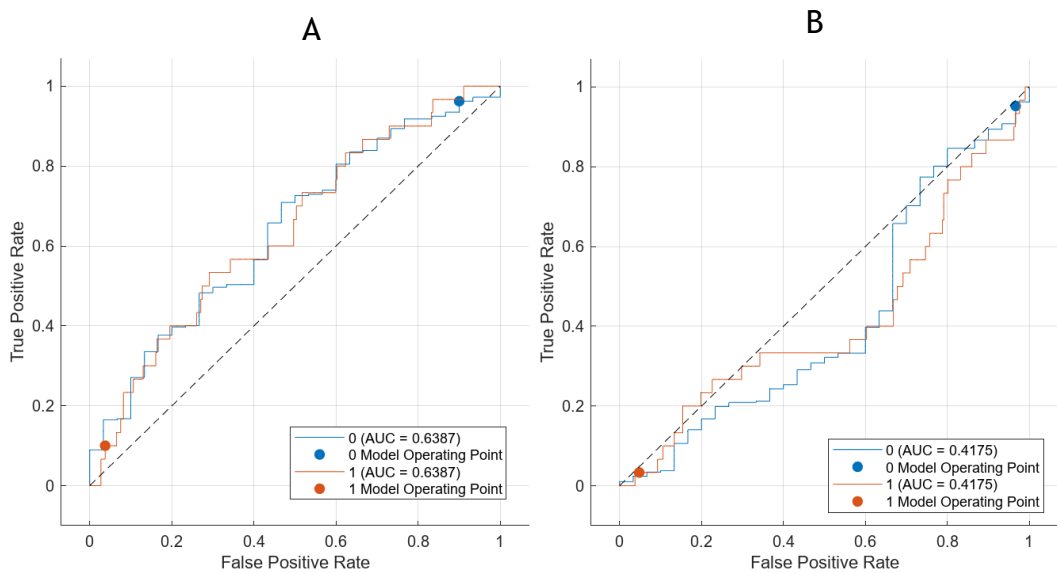 A
1
0.8
0.6
0.4
0.2
0
True Positive Rate
0 (AUC = 0.6387)
0 Model Operating Point
1 (AUC = 0.6387)
1 Model Operating Point
0 0.2 0.4 0.6 0.8 1
False Positive Rate
B
1
0.8
0.6
0.4
0.2
0
True Positive Rate
0 (AUC = 0.4175)
0 Model Operating Point
1 (AUC = 0.4175)
1 Model Operating Point
0 0.2 0.4 0.6 0.8 1
False Positive Rate